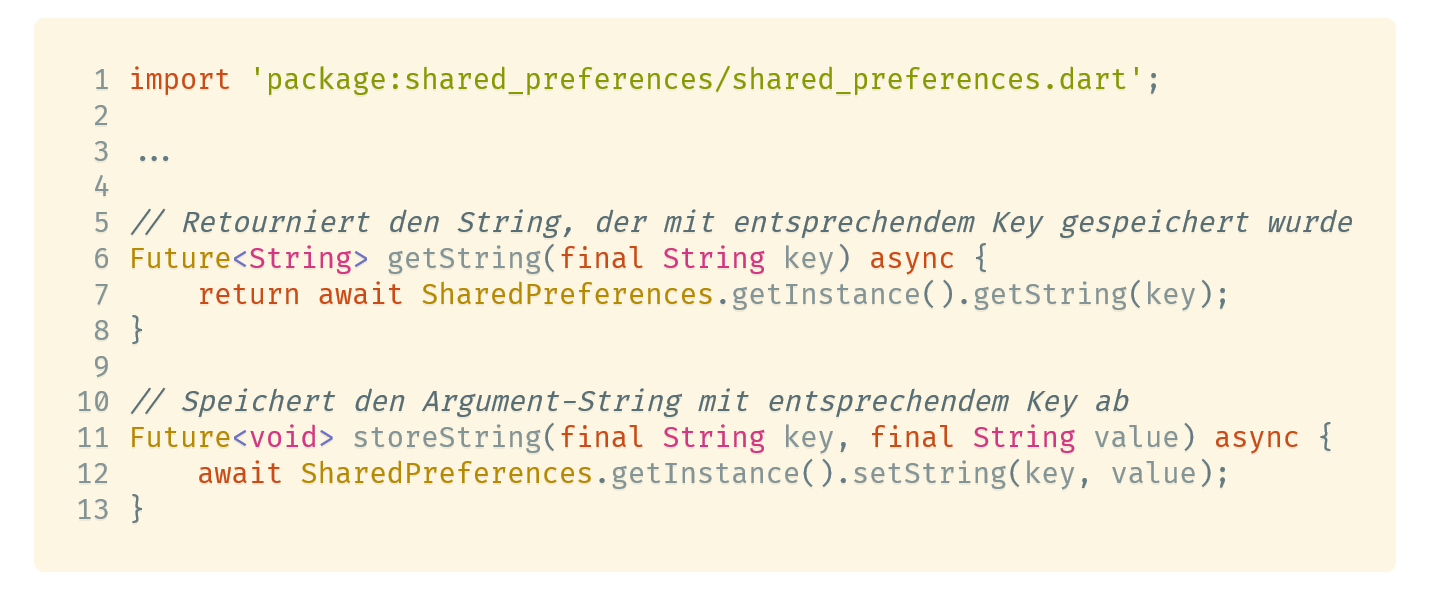 1 import 'package:shared_preferences/shared_preferences.dart';
2
3 ...
4
5 // Retourniert den String, der mit entsprechendem Key gespeichert wurde
6 Future<String> getString(final String key) async {
7     return await SharedPreferences.getInstance().getString(key);
8 }
9
10 // Speichert den Argument-String mit entsprechendem Key ab
11 Future<void> storeString(final String key, final String value) async {
12     await SharedPreferences.getInstance().setString(key, value);
13 }